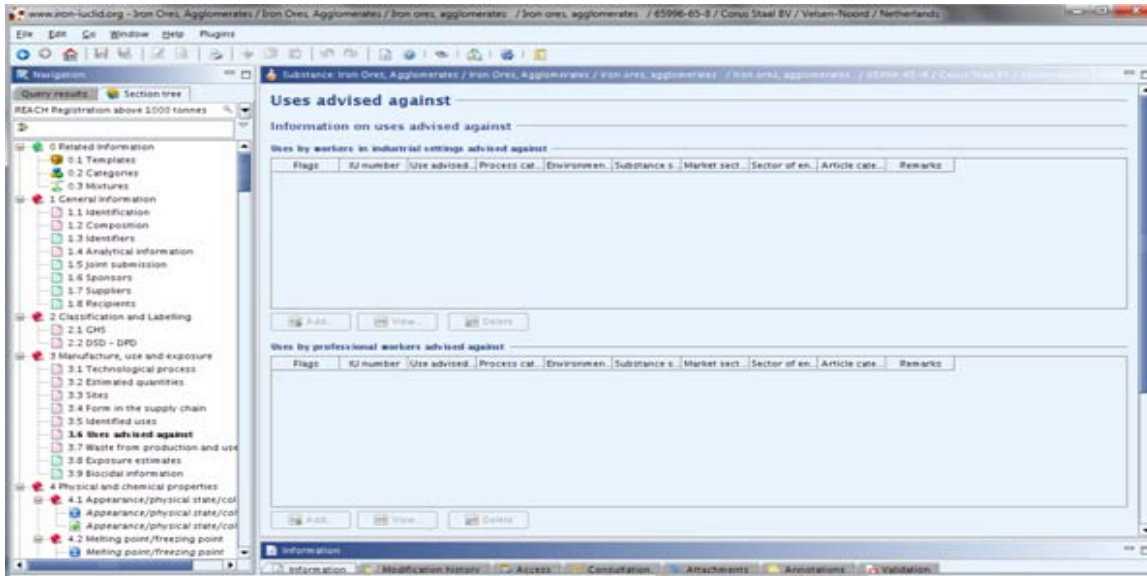 www.iron-iuclid.org - Iron Ores, Agglomerates / Iron Ores, Agglomerates / Iron ores, agglomerates / Iron ores, agglomerates / 65996-65-8 / Corus Staal BV / Velsen-Noord / Netherlands
File Edit Go Window Help Plugins
Navigation
Query results Section tree
REACH Registration above 1000 tonnes
0 Related Information
0.1 Templates
0.2 Categories
0.3 Mixtures
1 General Information
1.1 Identification
1.2 Composition
1.3 Identifiers
1.4 Analytical information
1.5 Joint submission
1.6 Sponsors
1.7 Suppliers
1.8 Recipients
2 Classification and Labelling
2.1 GHS
2.2 DSD - DPD
3 Manufacture, use and exposure
3.1 Technological process
3.2 Estimated quantities
3.3 Sites
3.4 Form in the supply chain
3.5 Identified uses
3.6 Uses advised against
3.7 Waste from production and use
3.8 Exposure estimates
3.9 Biocidal information
4 Physical and chemical properties
4.1 Appearance/physical state/col
Appearance/physical state/col
Appearance/physical state/col
4.2 Melting point/freezing point
Melting point/freezing point
Substance: Iron Ores, Agglomerates / Iron Ores, Agglomerates / Iron ores, agglomerates / Iron ores, agglomerates / 65996-65-8 / Corus Staal BV /
Uses advised against
Information on uses advised against
Uses by workers in industrial settings advised against
Flags IU number Use advised... Process cat... Environmen... Substance s... Market sect... Sector of en... Article cate... Remarks
Add... View... Delete
Uses by professional workers advised against
Flags IU number Use advised... Process cat... Environmen... Substance s... Market sect... Sector of en... Article cate... Remarks
Add... View... Delete
Information
Information Modification history Access Consultation Attachments Annotations Validation